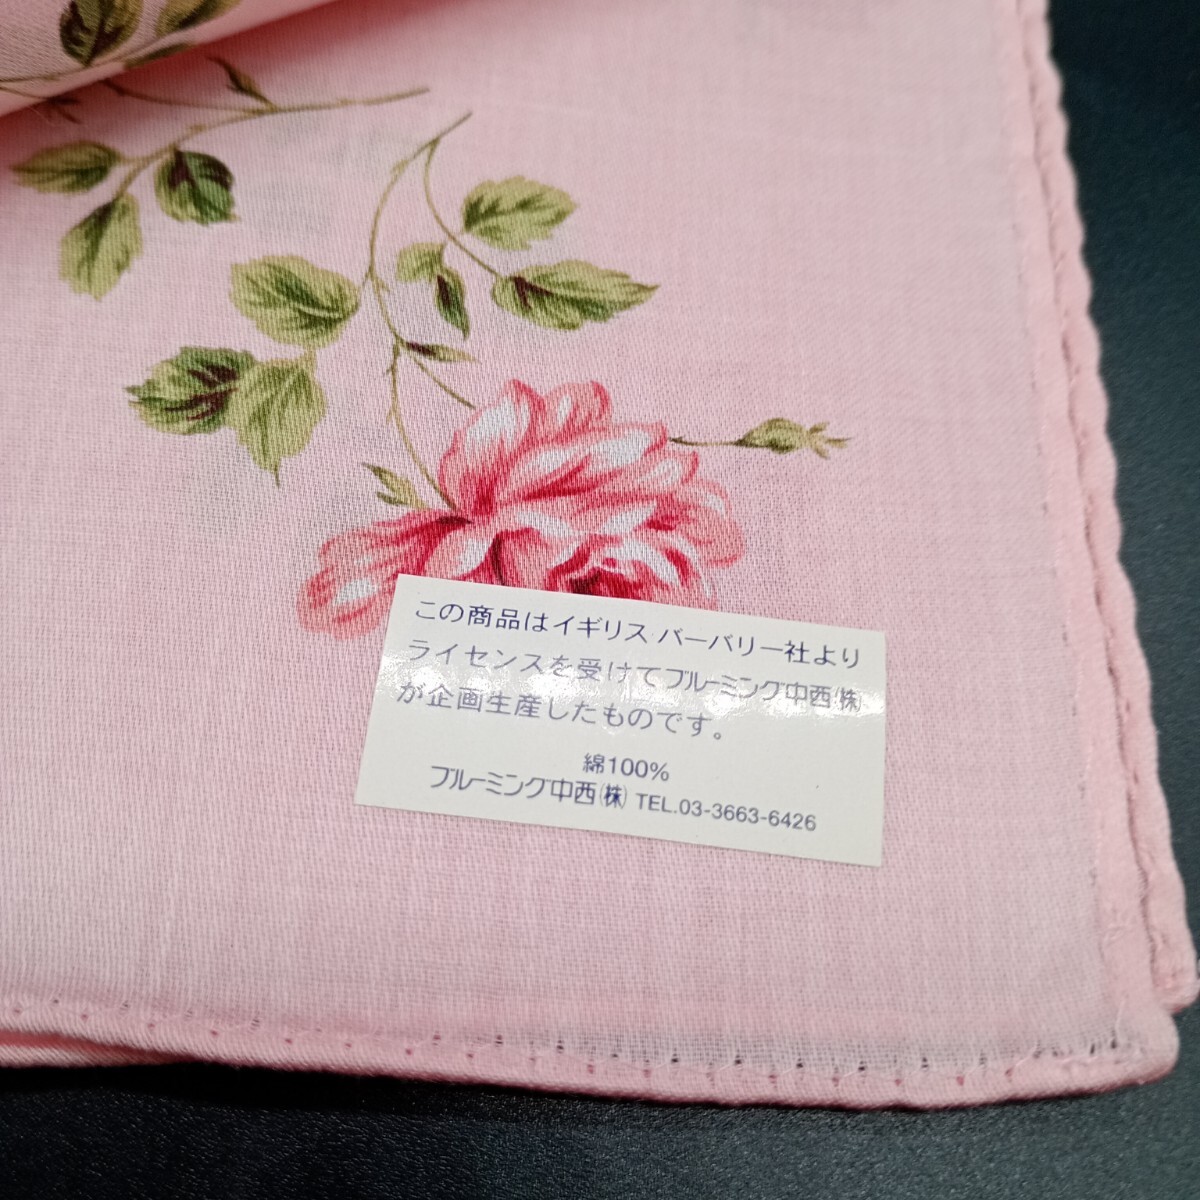 この商品はイギリス バーバリー社より
ライセンスを受けてブルーミング中西㈱
が企画生産したものです。
綿100%
ブルーミング中西㈱ TEL.03-3663-6426